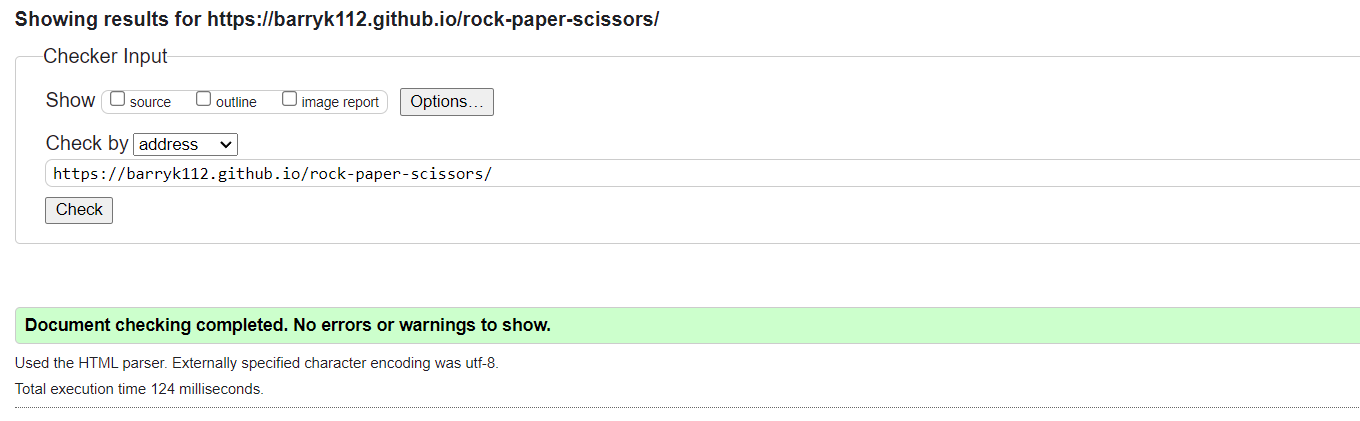 Showing results for https://barryk112.github.io/rock-paper-scissors/
Checker Input
Show source outline image report Options...
Check by address
https://barryk112.github.io/rock-paper-scissors/
Check
Document checking completed. No errors or warnings to show.
Used the HTML parser. Externally specified character encoding was utf-8.
Total execution time 124 milliseconds.